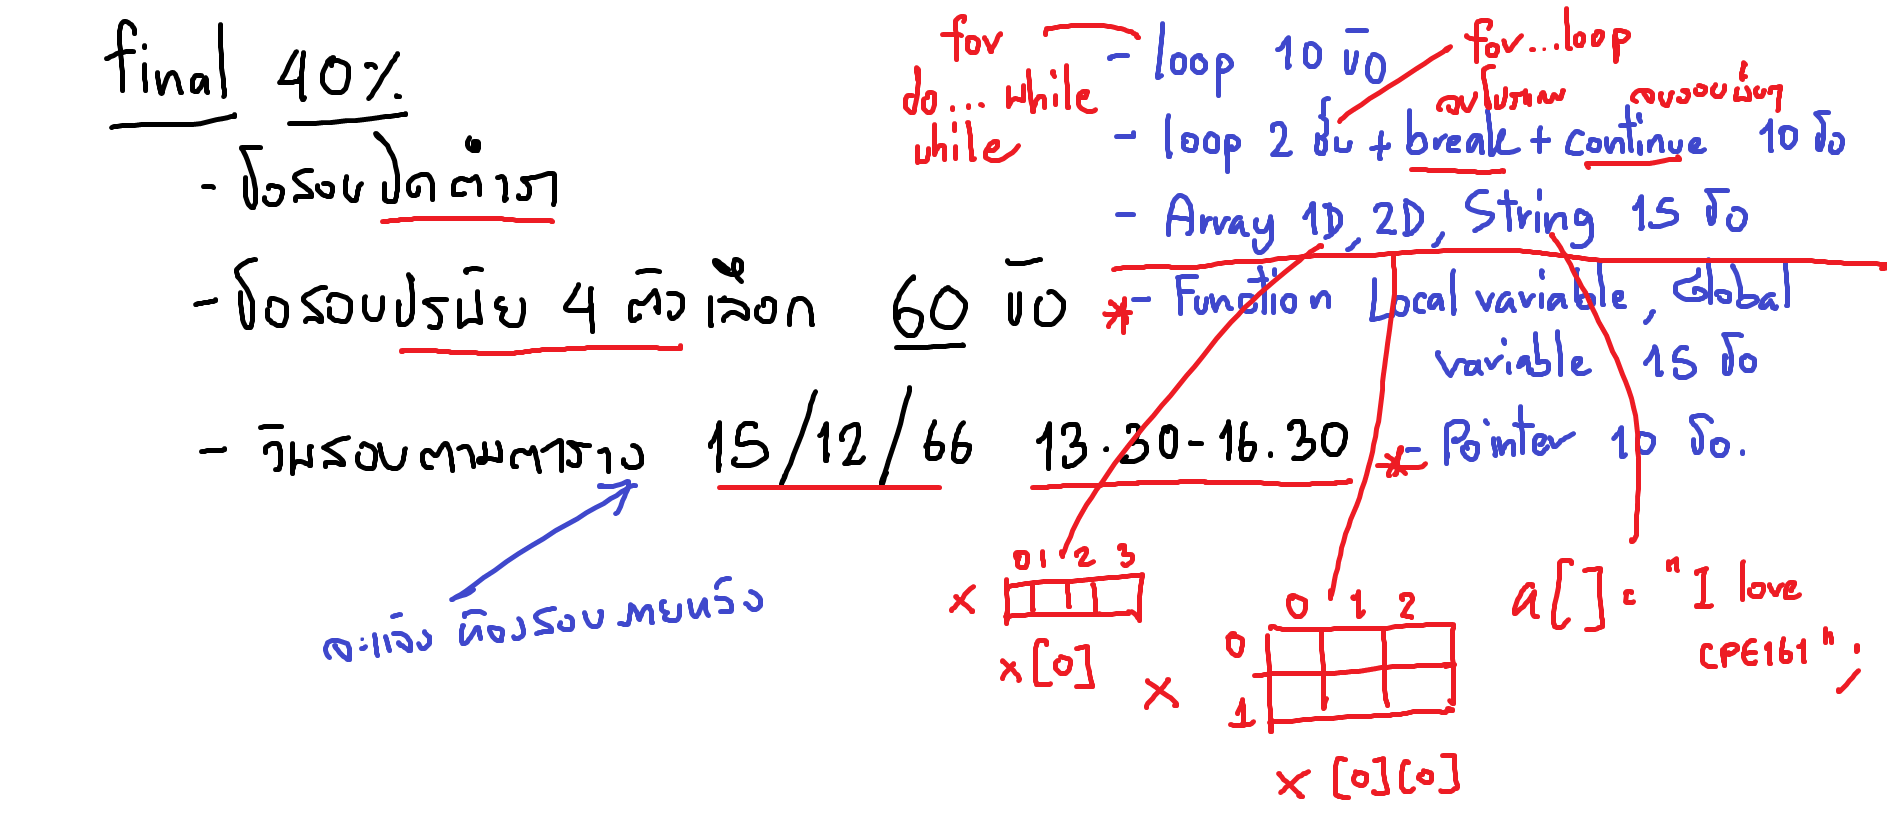 final 40%
- ข้อสอบปิดตำรา
- ข้อสอบปรนัย 4 ตัวเลือก 60 ข้อ
- วันสอบตามตาราง 15/12/66 13.30-16.30
จะแจ้งห้องสอบภายหลัง
for
do...while
while
- loop 10 ข้อ
for...loop
จบโปรแกรม จบรอบนั้นๆ
- loop 2 ชั้น + break + continue 10 ข้อ
- Array 1D, 2D, String 15 ข้อ
*- Function Local variable, Global
variable 15 ข้อ
*- Pointer 10 ข้อ.
0 1 2 3
x
x[0]
0 1 2
0
1
x
x[0][0]
a[] = "I love
CPE161";